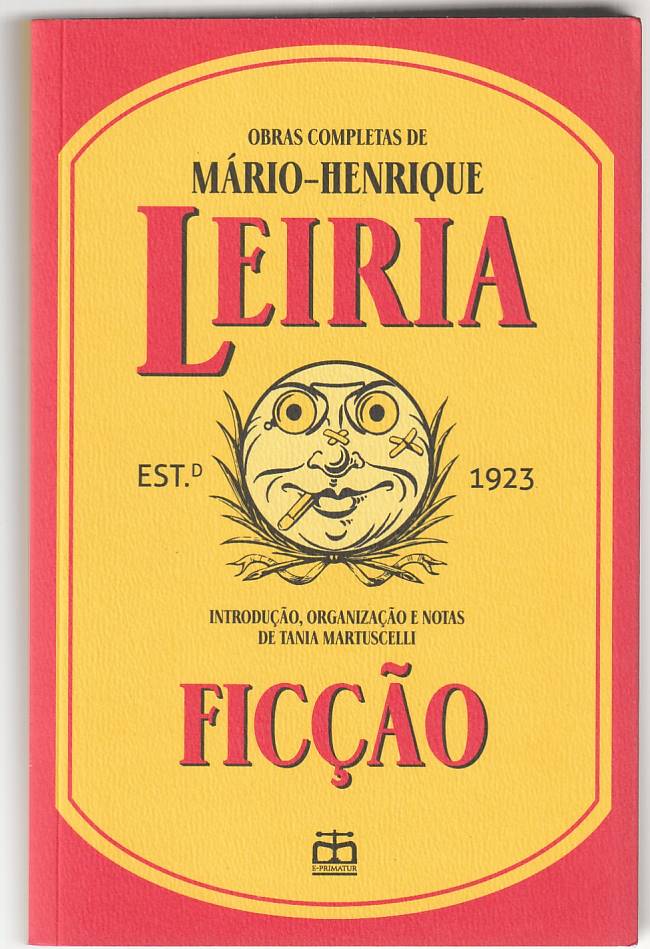 OBRAS COMPLETAS DE
MÁRIO-HENRIQUE
LEIRIA
EST.D 1923
INTRODUÇÃO, ORGANIZAÇÃO E NOTAS
DE TANIA MARTUSCELLI
FICÇÃO
E-PRIMATUR